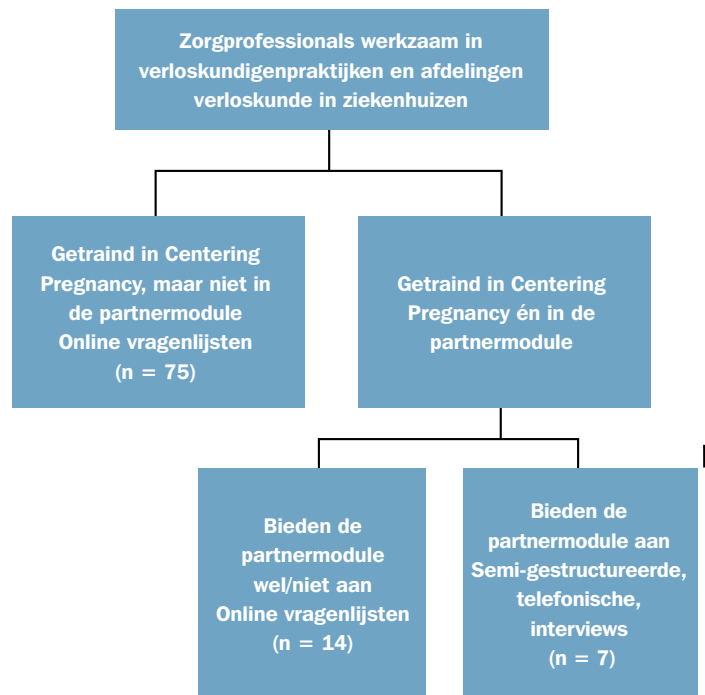 Zorgprofessionals werkzaam in
verloskundigenpraktijken en afdelingen
verloskunde in ziekenhuizen
Getraind in Centering
Pregnancy, maar niet in
de partnermodule
Online vragenlijsten
(n = 75)
Getraind in Centering
Pregnancy én in de
partnermodule
Bieden de
partnermodule
wel/niet aan
Online vragenlijsten
(n = 14)
Bieden de
partnermodule aan
Semi-gestructureerde,
telefonische,
interviews
(n = 7)